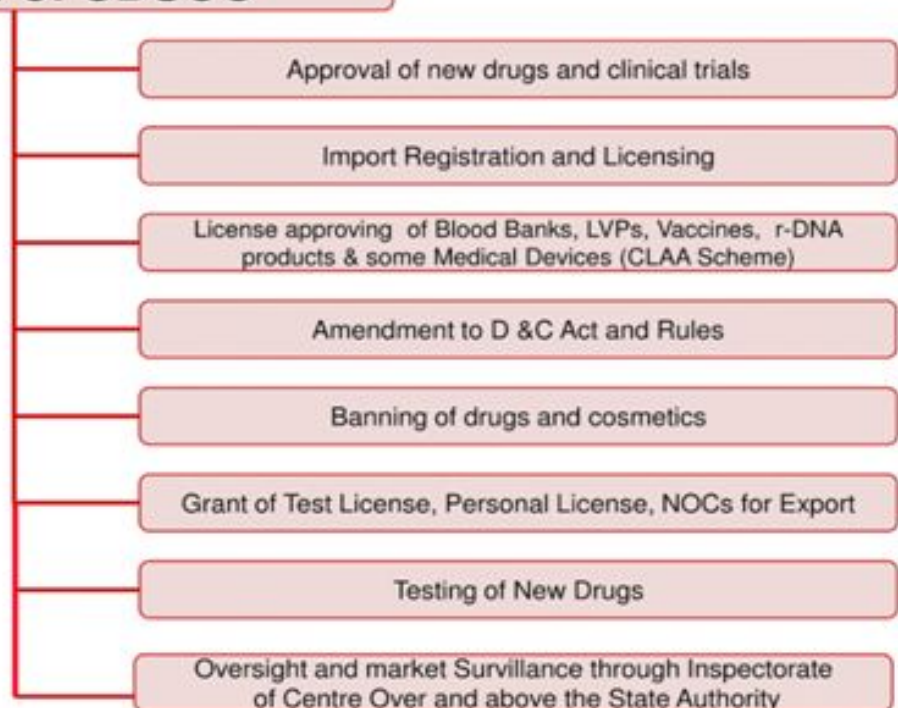 Approval of new drugs and clinical trials
Import Registration and Licensing
License approving of Blood Banks, LVPs, Vaccines, r-DNA
products & some Medical Devices (CLAA Scheme)
Amendment to D &C Act and Rules
Banning of drugs and cosmetics
Grant of Test License, Personal License, NOCs for Export
Testing of New Drugs
Oversight and market Survillance through Inspectorate
of Centre Over and above the State Authority